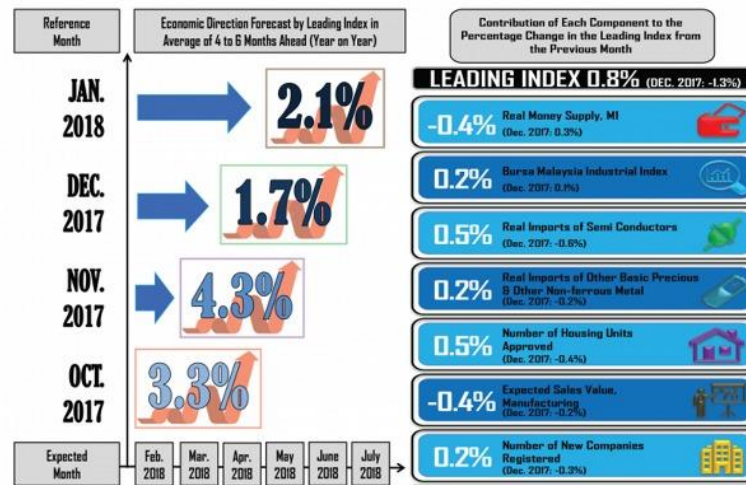 Reference
Month
Economic Direction Forecast by Leading Index in
Average of 4 to 6 Months Ahead (Year on Year)
JAN.
2018
2.1%
DEC.
2017
1.7%
NOV.
2017
4.3%
OCT.
2017
3.3%
Expected
Month
Feb.
2018
Mar.
2018
Apr.
2018
May
2018
June
2018
July
2018
Contribution of Each Component to the
Percentage Change in the Leading Index from
the Previous Month
LEADING INDEX 0.8% (DEC. 2017: -1.3%)
-0.4%
Real Money Supply, M1
(Dec. 2017: 0.3%)
0.2%
Bursa Malaysia Industrial Index
(Dec. 2017: 0.1%)
0.5%
Real Imports of Semi Conductors
(Dec. 2017: -0.6%)
0.2%
Real Imports of Other Basic Precious
& Other Non-ferrous Metal
(Dec. 2017: -0.2%)
0.5%
Number of Housing Units
Approved
(Dec. 2017: -0.4%)
-0.4%
Expected Sales Value,
Manufacturing
(Dec. 2017: -0.2%)
0.2%
Number of New Companies
Registered
(Dec. 2017: -0.3%)